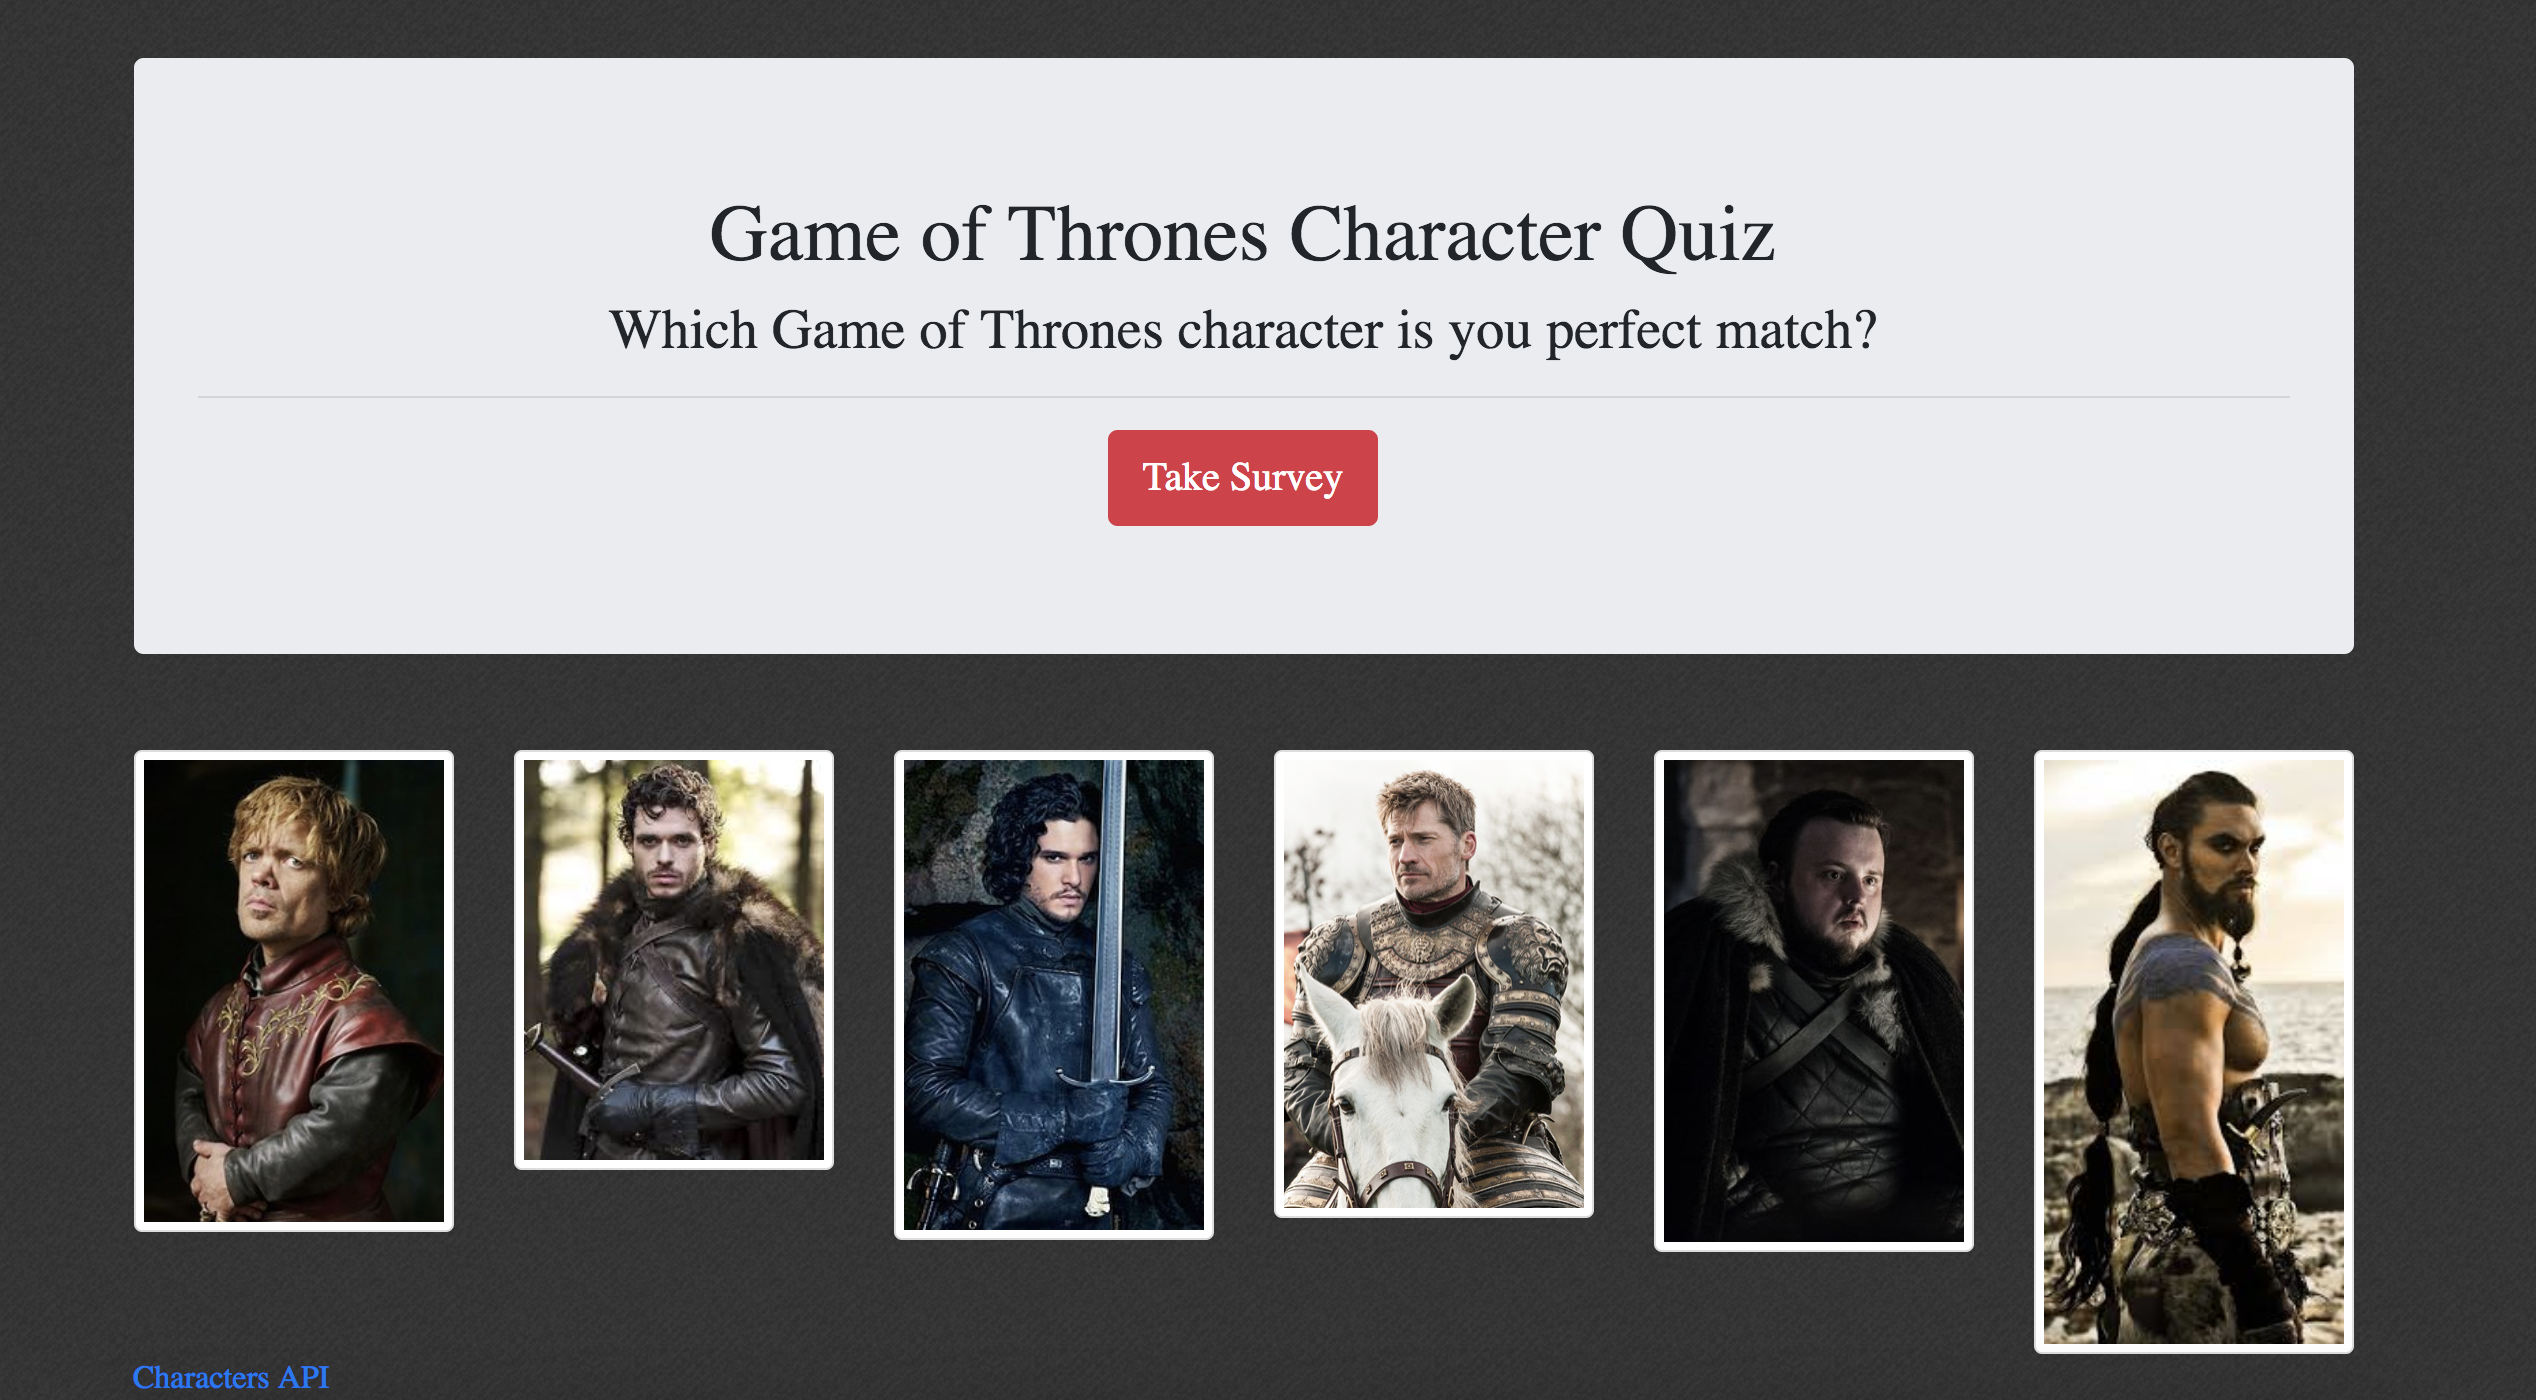 Game of Thrones Character Quiz
Which Game of Thrones character is you perfect match?
Take Survey
Characters API